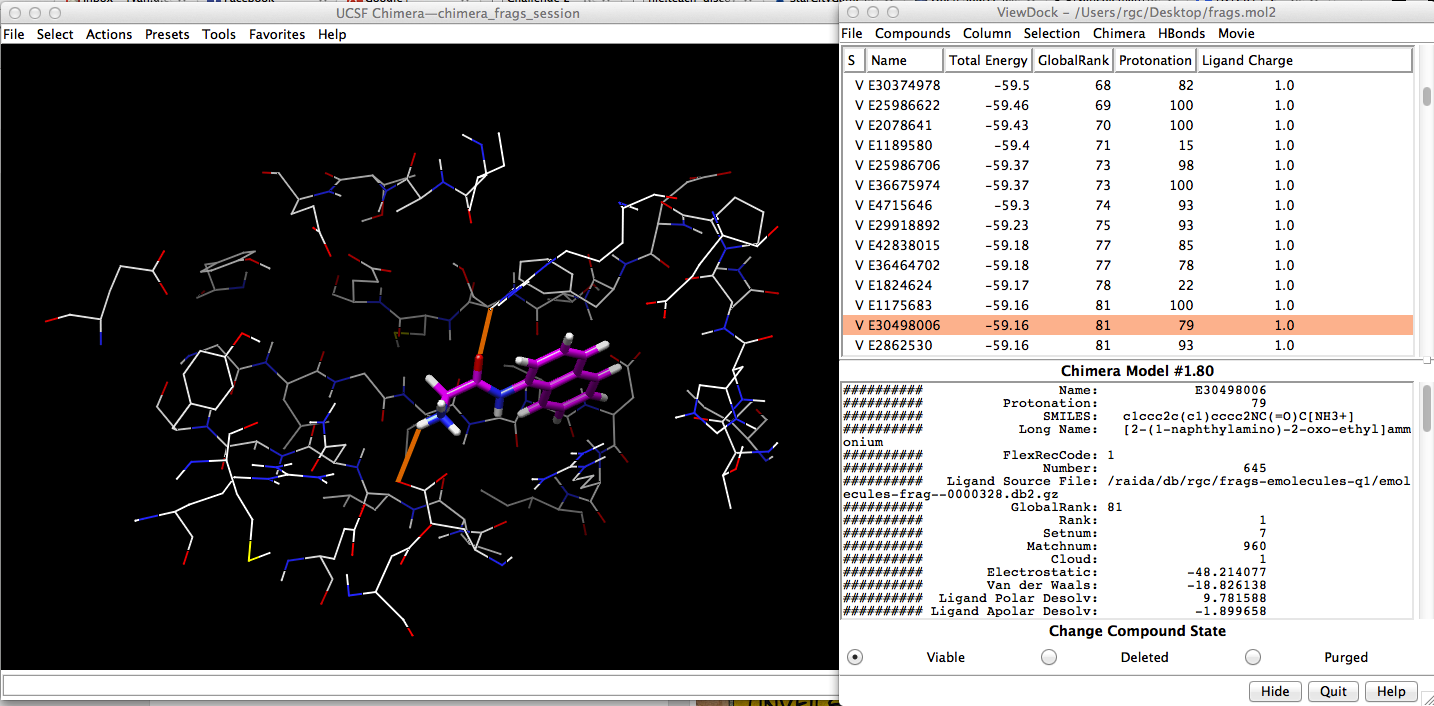 UCSF Chimera—chimera_frags_session
File Select Actions Presets Tools Favorites Help
ViewDock - /Users/rgc/Desktop/frags.mol2
File Compounds Column Selection Chimera HBonds Movie
S Name Total Energy GlobalRank Protonation Ligand Charge
V E30374978 -59.5 68 82 1.0
V E25986622 -59.46 69 100 1.0
V E2078641 -59.43 70 100 1.0
V E1189580 -59.4 71 15 1.0
V E25986706 -59.37 73 98 1.0
V E36675974 -59.37 73 100 1.0
V E4715646 -59.3 74 93 1.0
V E29918892 -59.23 75 93 1.0
V E42838015 -59.18 77 85 1.0
V E36464702 -59.18 77 78 1.0
V E1824624 -59.17 78 22 1.0
V E1175683 -59.16 81 100 1.0
V E30498006 -59.16 81 79 1.0
V E2862530 -59.16 81 93 1.0
Chimera Model #1.80
########## Name: E30498006
########## Protonation: 79
########## SMILES: c1ccc2c(c1)cccc2NC(=O)C[NH3+]
########## Long Name: [2-(1-naphthylamino)-2-oxo-ethyl]amm
onium
########## FlexRecCode: 1
########## Number: 645
########## Ligand Source File: /raida/db/rgc/frags-emolecules-q1/emol
ecules-frag--0000328.db2.gz
########## GlobalRank: 81
########## Rank: 1
########## Setnum: 7
########## Matchnum: 960
########## Cloud: 1
########## Electrostatic: -48.214077
########## Van der Waals: -18.826138
########## Ligand Polar Desolv: 9.781588
########## Ligand Apolar Desolv: -1.899658
Change Compound State
Viable Deleted Purged
Hide Quit Help